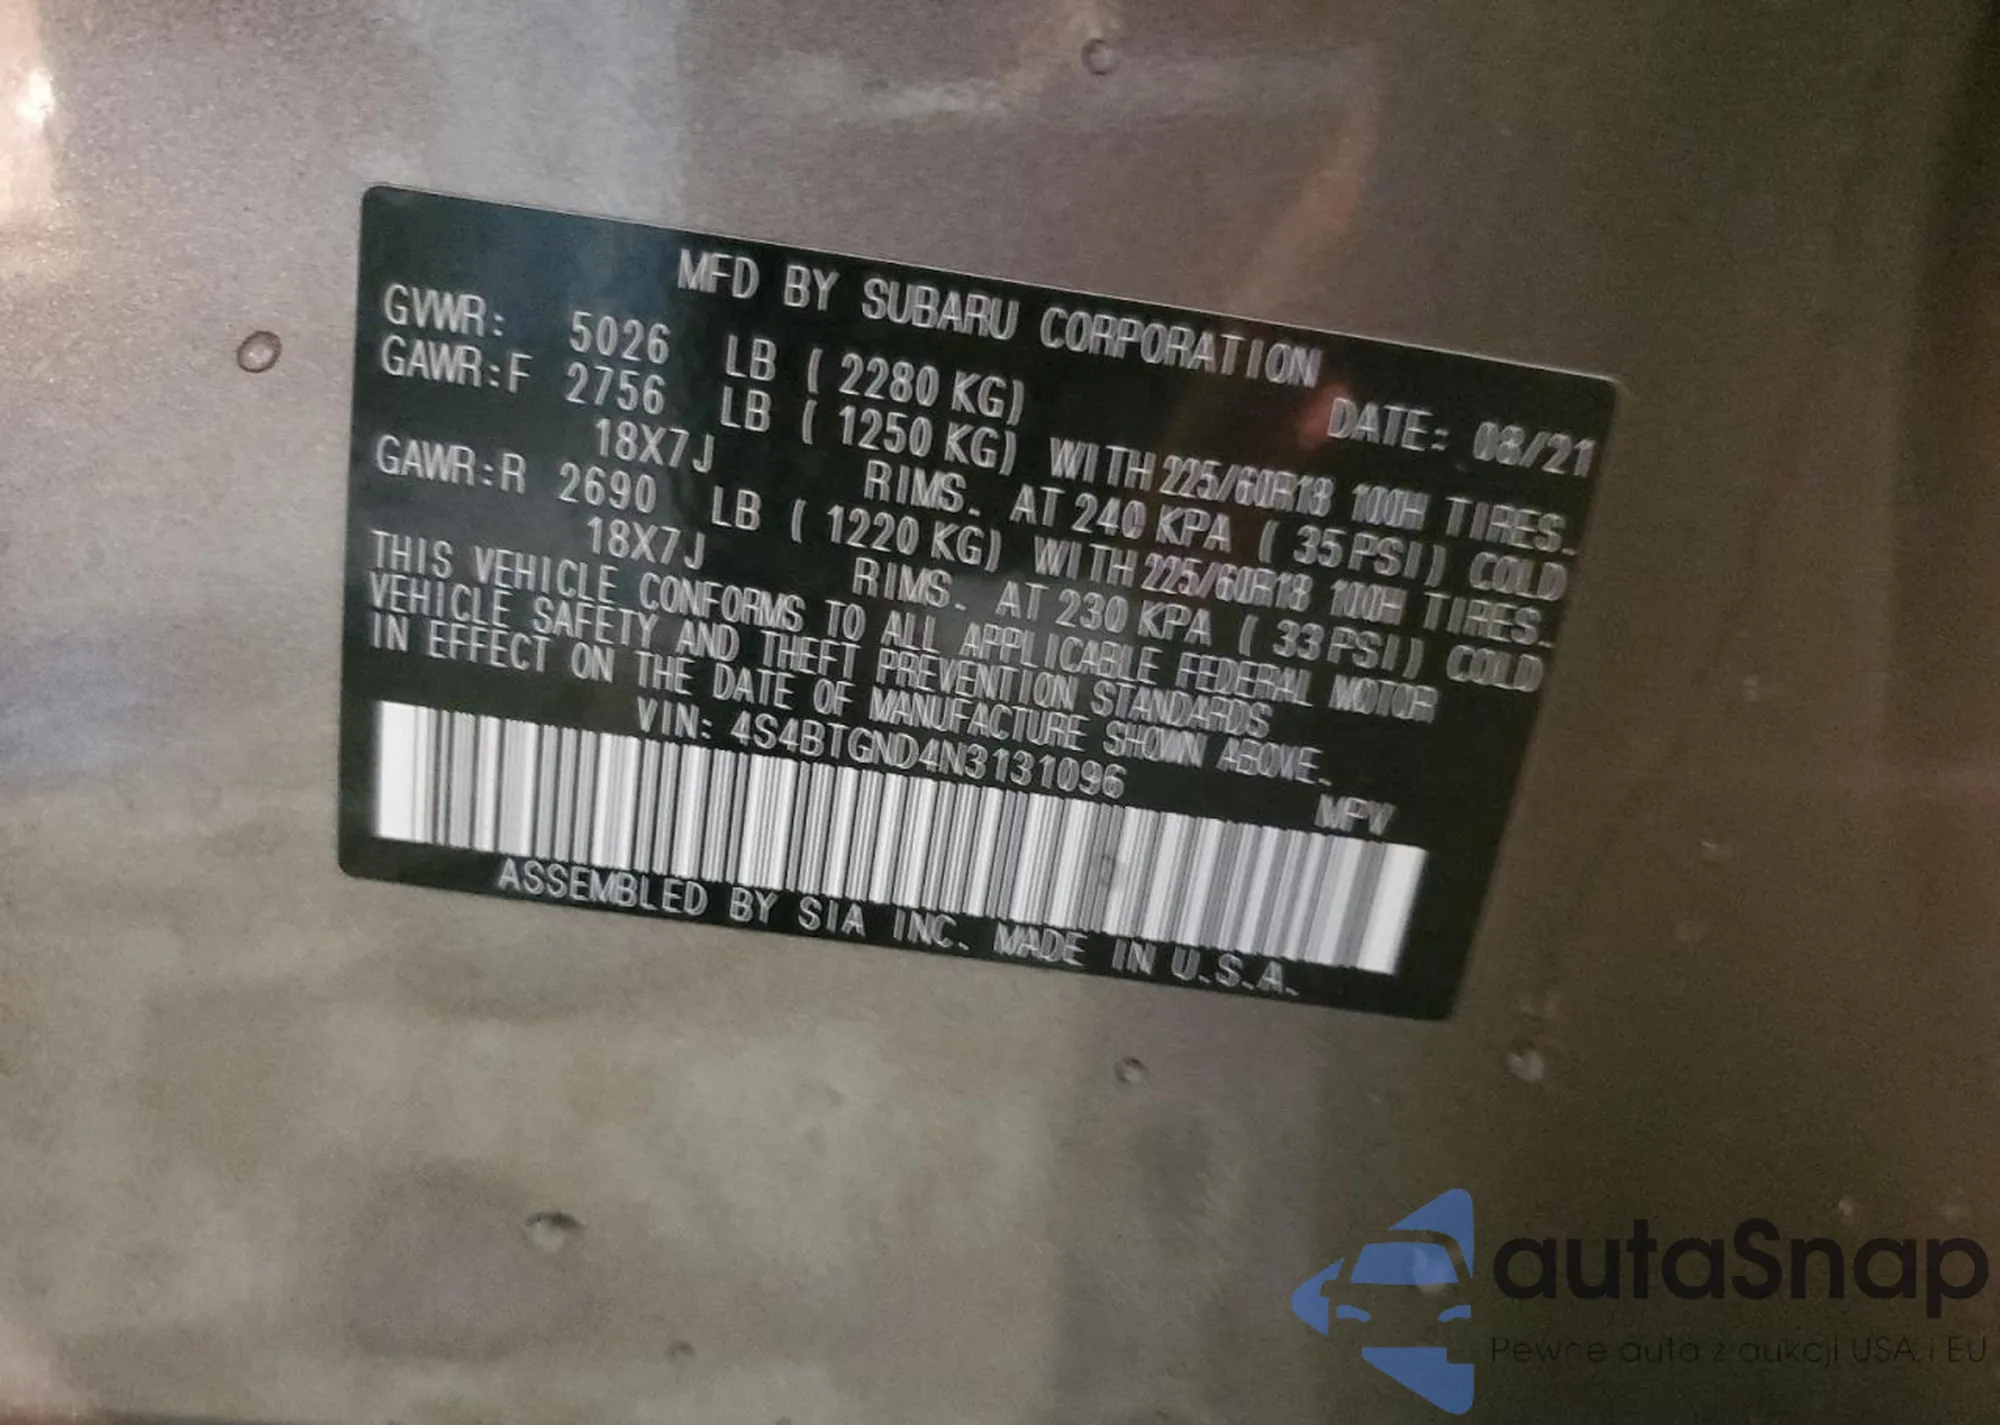 MFD BY SUBARU CORPORATION
DATE: 08/21
GVWR: 5026 LB ( 2280 KG)
GAWR:F 2756 LB ( 1250 KG) WITH 225/60R18 100H TIRES.
18X7J RIMS. AT 240 KPA ( 35PSI) COLD
GAWR:R 2690 LB ( 1220 KG) WITH 225/60R18 100H TIRES.
18X7J RIMS. AT 230 KPA ( 33PSI) COLD
THIS VEHICLE CONFORMS TO ALL APPLICABLE FEDERAL MOTOR
VEHICLE SAFETY AND THEFT PREVENTION STANDARDS
IN EFFECT ON THE DATE OF MANUFACTURE SHOWN ABOVE.
VIN: 4S4BTGND4N3131096 MPV
ASSEMBLED BY SIA INC. MADE IN U.S.A.
autaSnap
Pewne auta z aukcji USA i EU